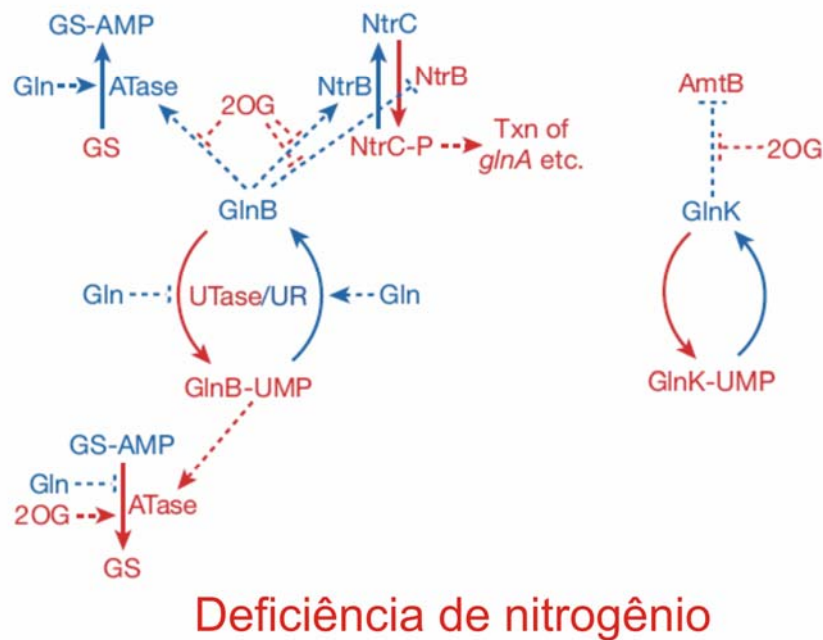 GS-AMP
NtrC
Gln
ATase
NtrB
NtrB
AmtB
2OG
GS
NtrC-P
Txn of
glnA etc.
2OG
GlnB
GlnK
Gln
UTase/UR
Gln
GlnB-UMP
GlnK-UMP
GS-AMP
Gln
2OG
ATase
GS
Deficiência de nitrogênio